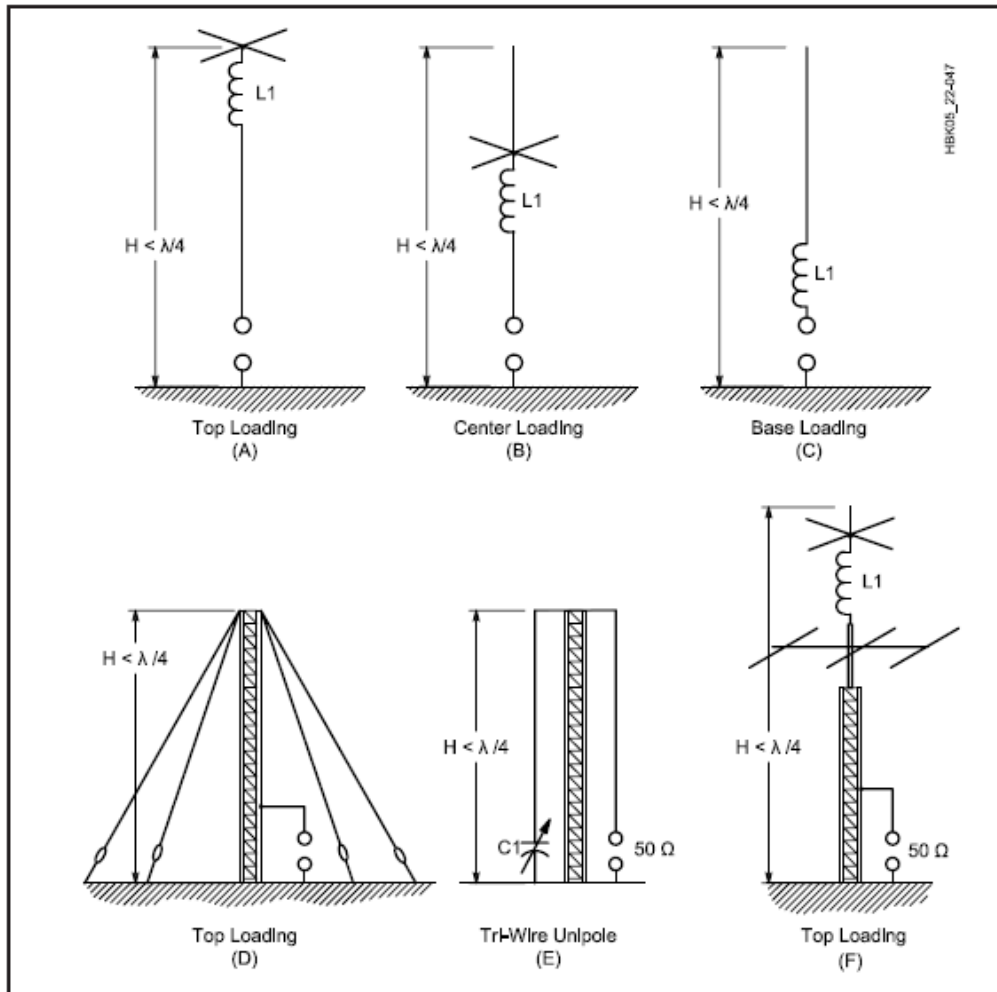 L1
H < λ/4
Top Loading
(A)
L1
H < λ/4
Center Loading
(B)
L1
H < λ/4
Base Loading
(C)
HBK05_22-047
H < λ /4
Top Loading
(D)
H < λ /4
C1
50 Ω
Tri-Wire Unipole
(E)
L1
H < λ /4
50 Ω
Top Loading
(F)